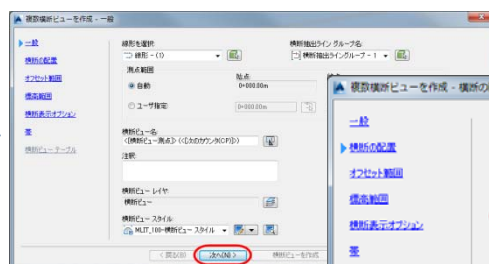 複数横断ビューを作成 - 一般
一般
横断の配置
オフセット範囲
標高範囲
横断表示オプション
帯
横断ビュー テーブル
線形を選択:
線形 - (1)
横断抽出ライン グループ名:
横断抽出ライングループ - 1
測点範囲
自動
始点:
0+000.00m
ユーザ指定:
0+000.00m
横断ビュー名:
<[横断ビュー測点]> (<[次のカウンタ(CP)]>)
注釈:
横断ビュー レイヤ:
横断ビュー
横断ビュー スタイル:
MLIT_100-横断ビュー スタイル
< 戻る(B)
次へ(N) >
横断ビューを作成
複数横断ビューを作成 - 横断の
一般
横断の配置
オフセット範囲
標高範囲
横断表示オプション
帯